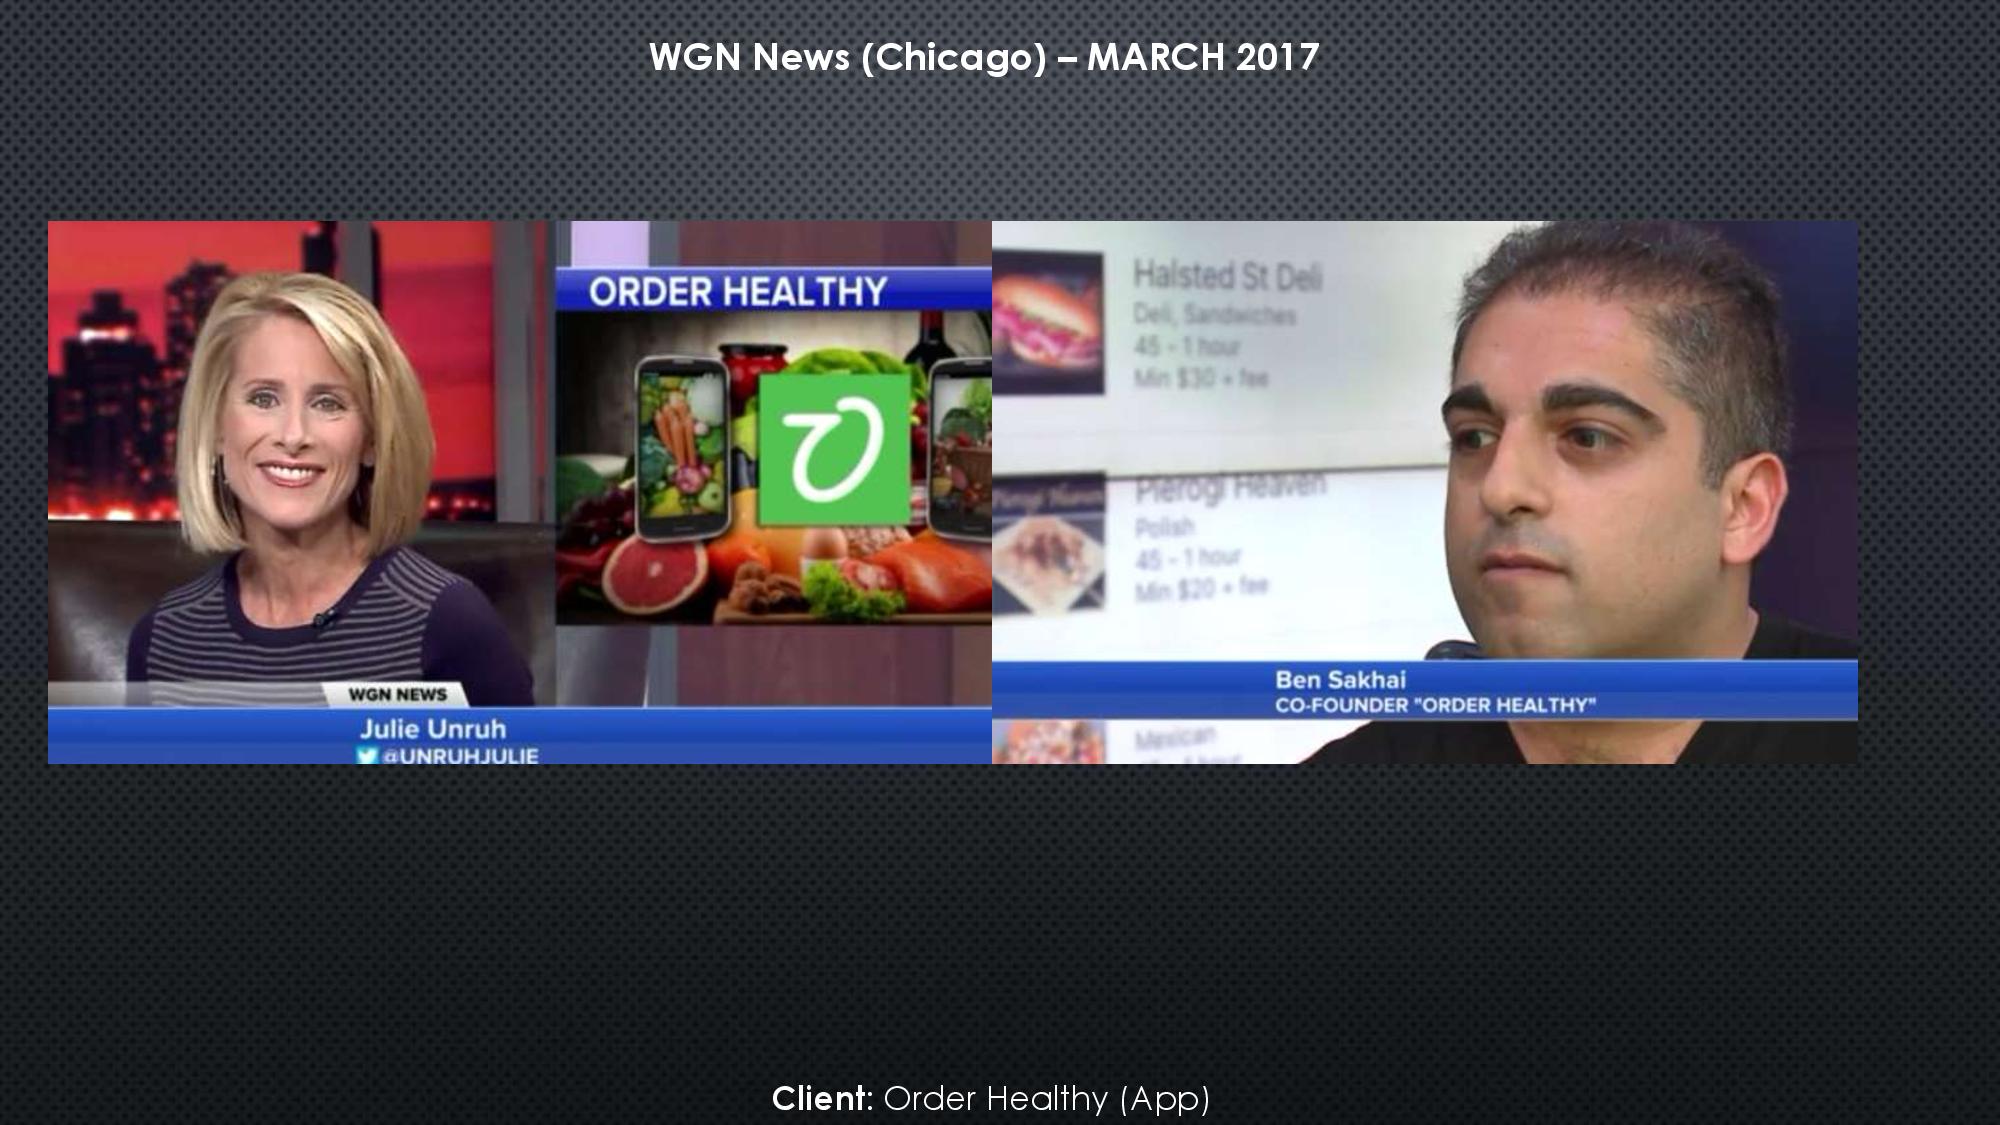 WGN News (Chicago) – MARCH 2017
ORDER HEALTHY
WGN NEWS
Julie Unruh
@UNRUHJULIE
Halsted St Deli
Deli, Sandwiches
45 - 1 hour
Min $30 + fee
Pierogi Heaven
Pierogi Heaven
Polish
45 - 1 hour
Min $20 + fee
Ben Sakhai
CO-FOUNDER "ORDER HEALTHY"
Mexican
Client: Order Healthy (App)